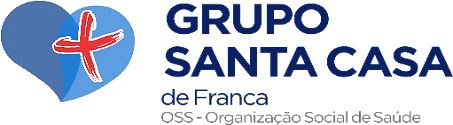 GRUPO
SANTA CASA
de Franca
OSS - Organização Social de Saúde